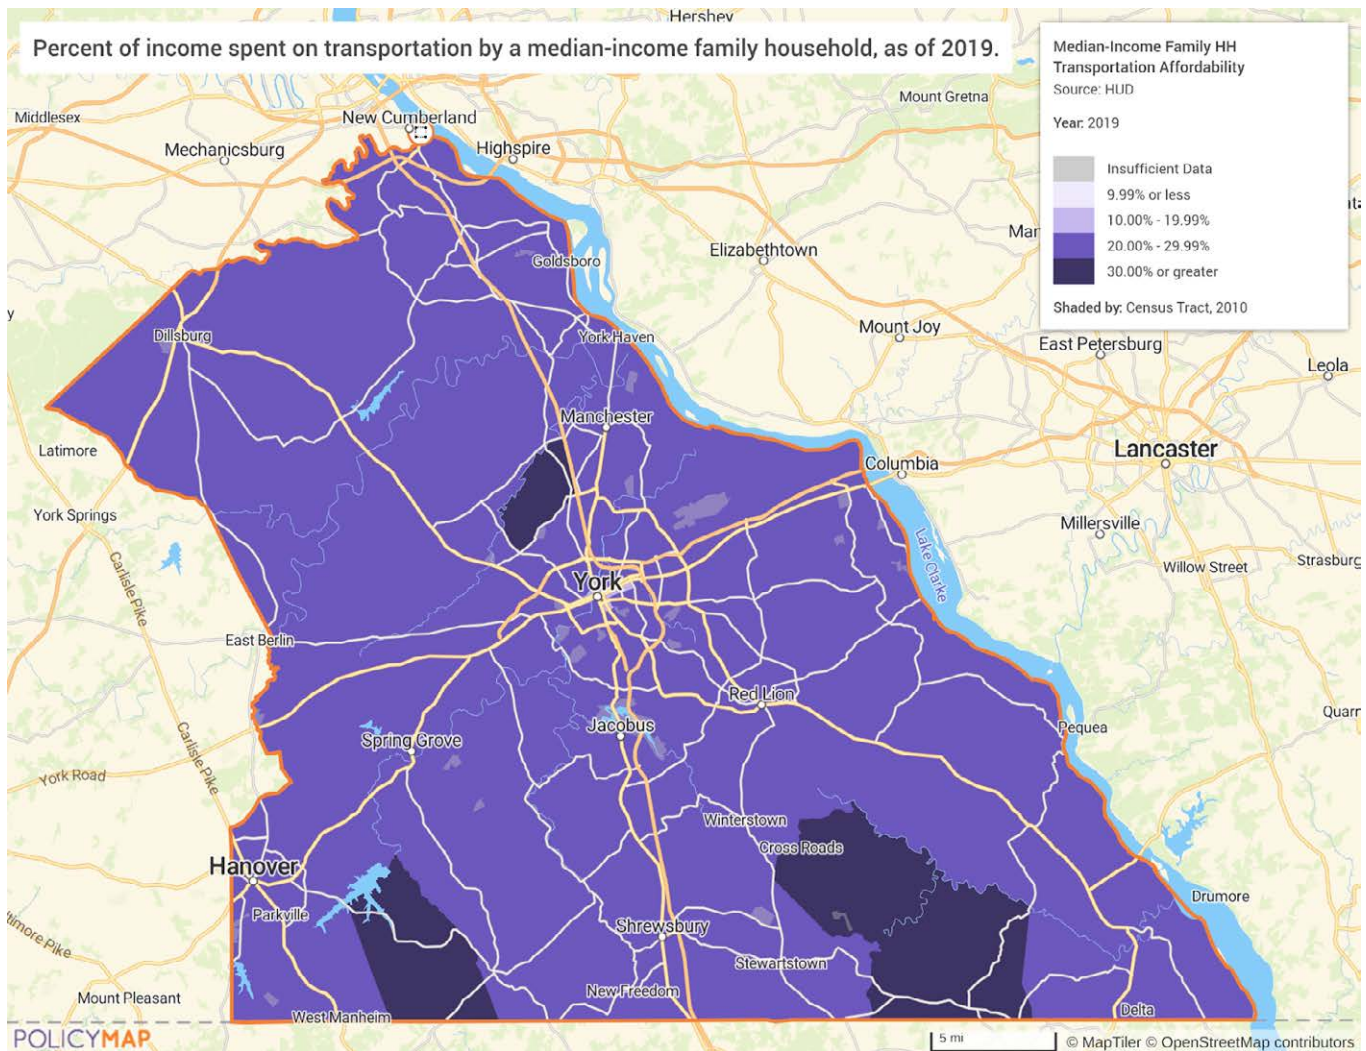 Hershey
Percent of income spent on transportation by a median-income family household, as of 2019.
Median-Income Family HH
Transportation Affordability
Source: HUD
Year: 2019
Insufficient Data
9.99% or less
10.00% - 19.99%
20.00% - 29.99%
30.00% or greater
Shaded by: Census Tract, 2010
Mount Gretna
Middlesex
New Cumberland
Mechanicsburg
Highspire
Elizabethtown
Goldsboro
Dillsburg
York Haven
Mount Joy
East Petersburg
Leola
Manchester
Latimore
Columbia
Lancaster
York Springs
Millersville
Carlisle Pike
Lake Clarke
Willow Street
Strasburg
York
East Berlin
Red Lion
Jacobus
Pequea
Carlisle Pike
Spring Grove
York Road
Winterstown
Cross Roads
Hanover
Drumore
Parkville
Shrewsbury
Stewartstown
Mount Pleasant
New Freedom
West Manheim
Delta
POLICYMAP
5 mi
© MapTiler © OpenStreetMap contributors